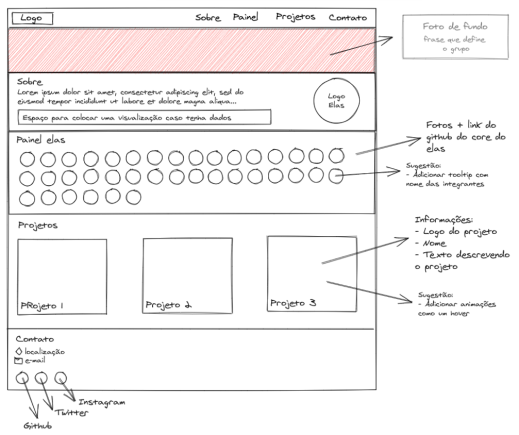 Logo
Sobre Painel Projetos Contato
Foto de fundo
Frase que define
o grupo
Sobre
Lorem ipsum dolor sit amet, consectetur adipiscing elit, sed do
eiusmod tempor incididunt ut labore et dolore magna aliqua...
Espaço para colocar uma visualização caso tenha dados
Logo
Elas
Painel elas
Fotos + link do
github do core do
elas
Sugestão:
- Adicionar tooltip com
nome das integrantes
Projetos
PRojeto 1
Projeto 2
Projeto 3
Informações:
- Logo do projeto
- Nome
- Texto descrevendo
o projeto
Sugestão:
- Adicionar animações
como um hover
Contato
localização
e-mail
Instagram
Twitter
Github